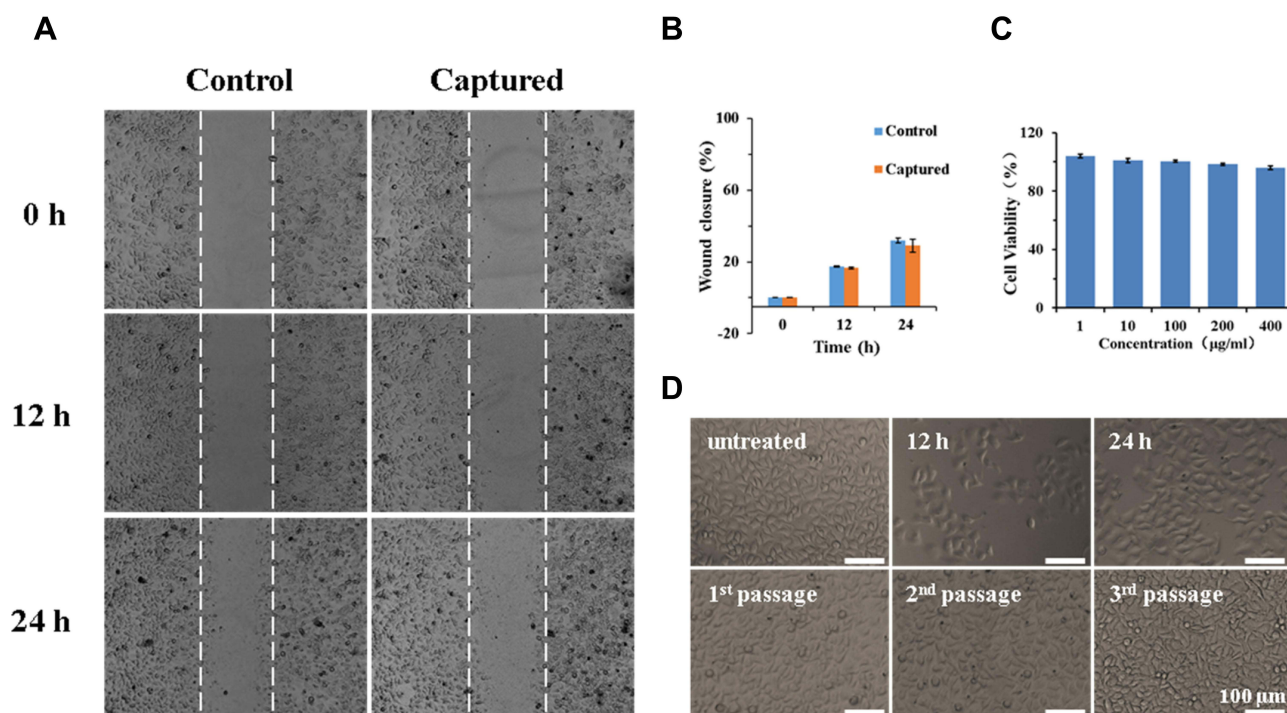 A
Control
Captured
0 h
12 h
24 h
B
100
60
20
-20
Wound closure (%)
Control
Captured
0
12
24
Time (h)
C
120
80
40
0
Cell Viability (%)
1
10
100
200
400
Concentration (μg/ml)
D
untreated
12 h
24 h
1st passage
2nd passage
3rd passage
100 μm